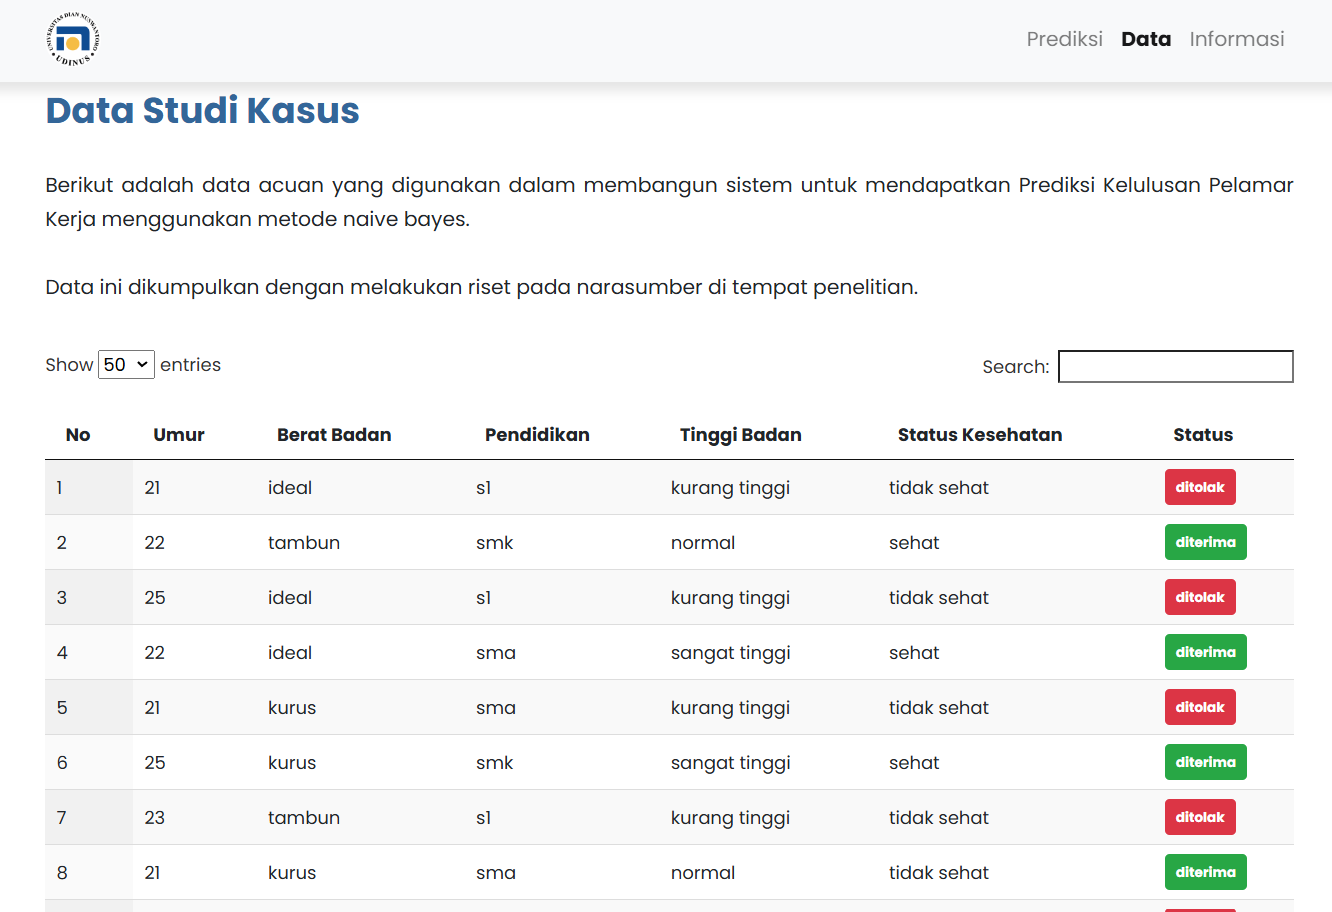 UNIVERSITAS DIAN NUSWANTORO
UDINUS
Prediksi Data Informasi
Data Studi Kasus
Berikut adalah data acuan yang digunakan dalam membangun sistem untuk mendapatkan Prediksi Kelulusan Pelamar
Kerja menggunakan metode naive bayes.
Data ini dikumpulkan dengan melakukan riset pada narasumber di tempat penelitian.
Show 50 entries Search:
No Umur Berat Badan Pendidikan Tinggi Badan Status Kesehatan Status
1 21 ideal s1 kurang tinggi tidak sehat ditolak
2 22 tambun smk normal sehat diterima
3 25 ideal s1 kurang tinggi tidak sehat ditolak
4 22 ideal sma sangat tinggi sehat diterima
5 21 kurus sma kurang tinggi tidak sehat ditolak
6 25 kurus smk sangat tinggi sehat diterima
7 23 tambun s1 kurang tinggi tidak sehat ditolak
8 21 kurus sma normal tidak sehat diterima